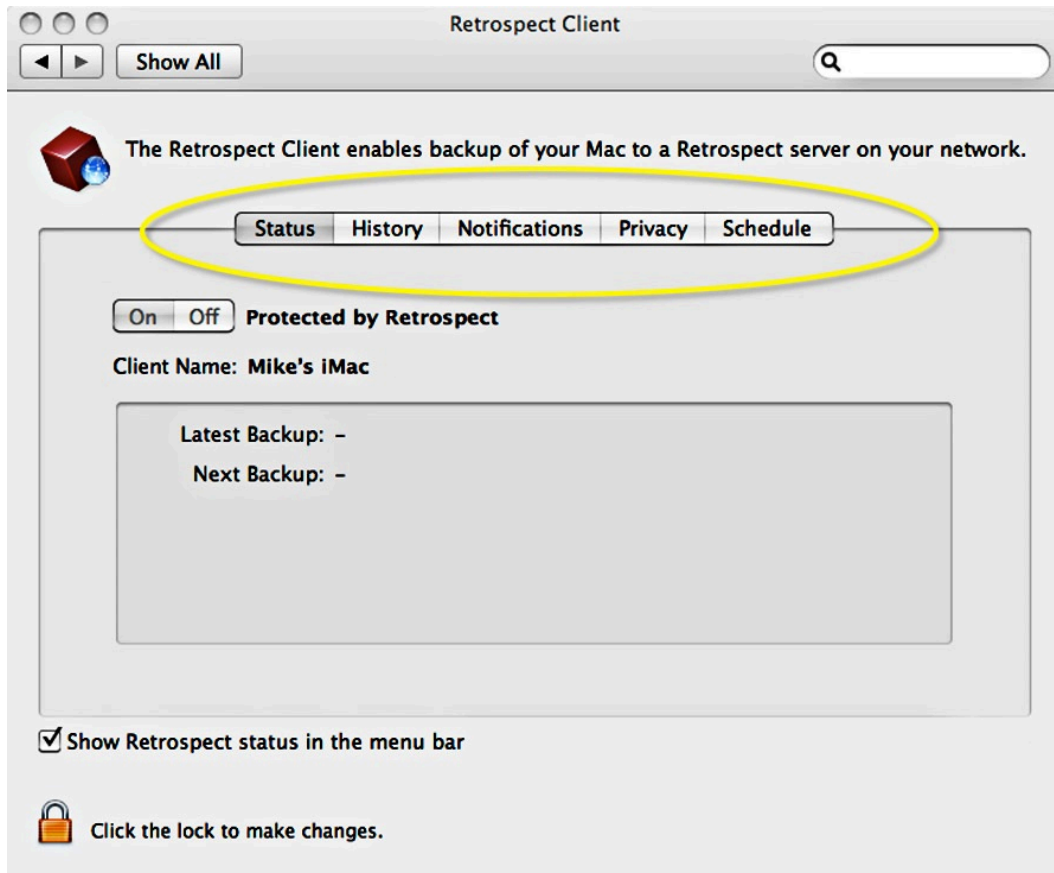 Retrospect Client
Show All
The Retrospect Client enables backup of your Mac to a Retrospect server on your network.
Status History Notifications Privacy Schedule
On Off Protected by Retrospect
Client Name: Mike's iMac
Latest Backup: –
Next Backup: –
Show Retrospect status in the menu bar
Click the lock to make changes.